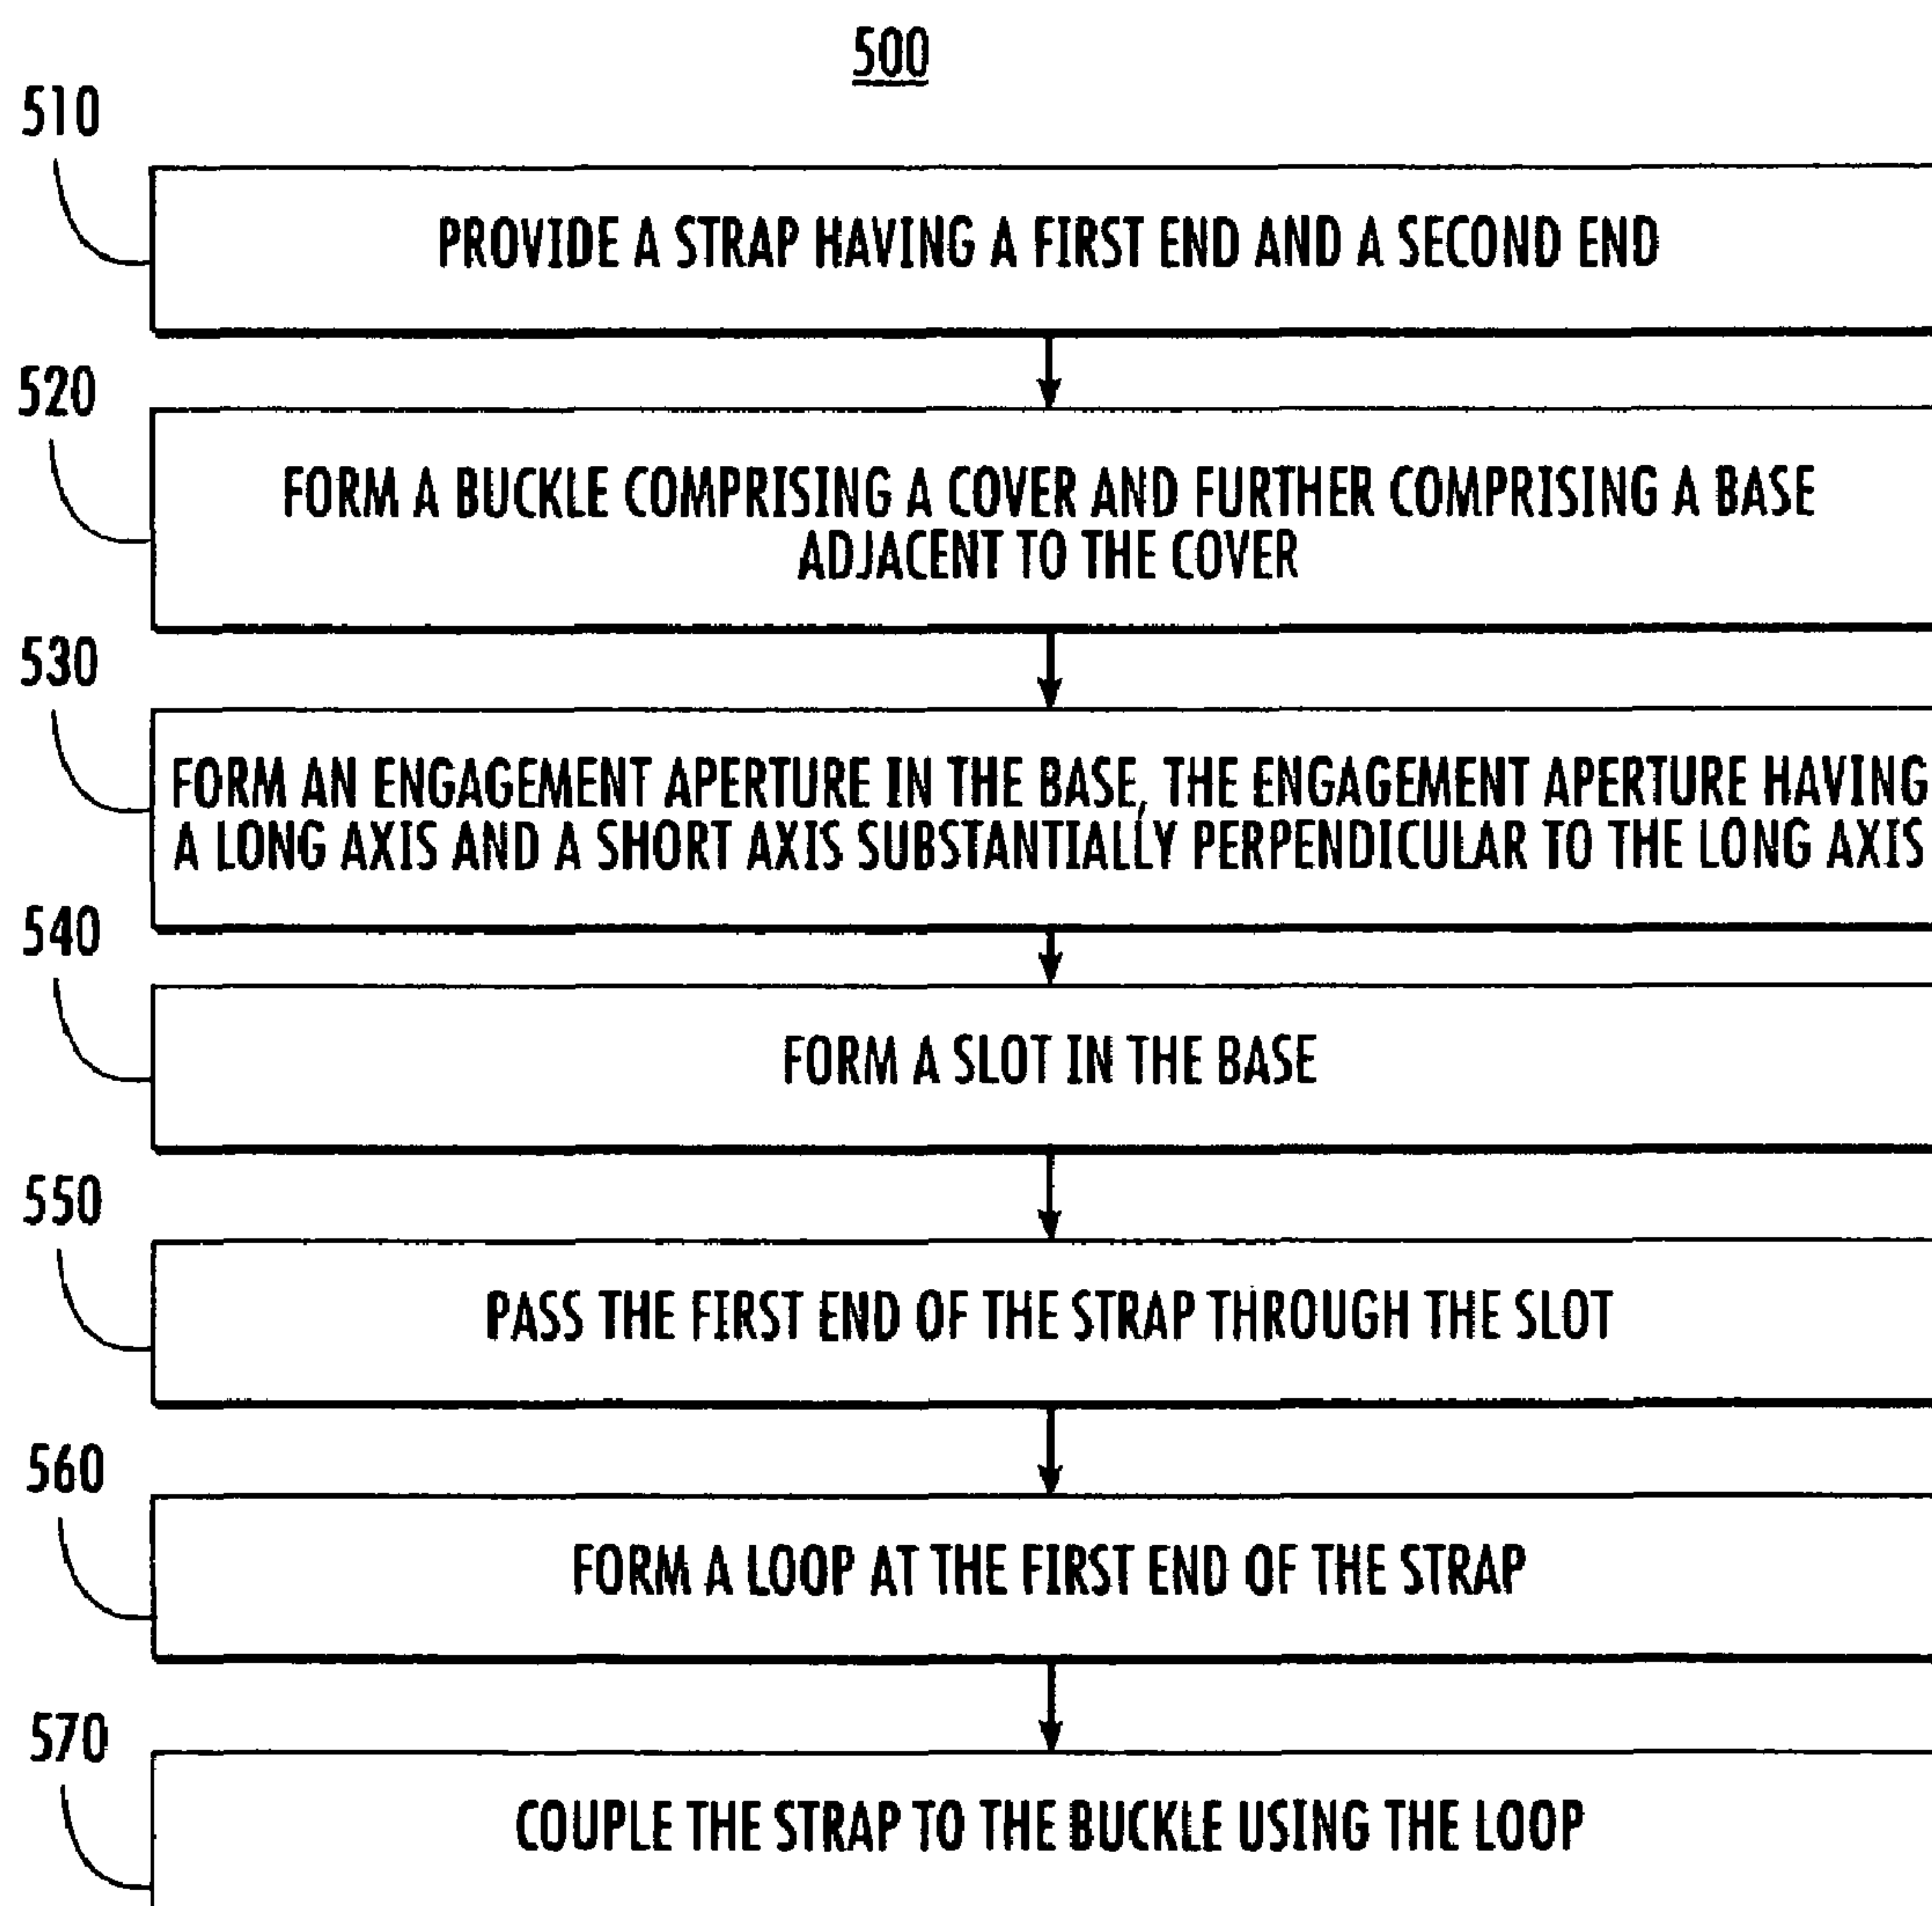 500
510
PROVIDE A STRAP HAVING A FIRST END AND A SECOND END
520
FORM A BUCKLE COMPRISING A COVER AND FURTHER COMPRISING A BASE
ADJACENT TO THE COVER
530
FORM AN ENGAGEMENT APERTURE IN THE BASE, THE ENGAGEMENT APERTURE HAVING
A LONG AXIS AND A SHORT AXIS SUBSTANTIALLY PERPENDICULAR TO THE LONG AXIS
540
FORM A SLOT IN THE BASE
550
PASS THE FIRST END OF THE STRAP THROUGH THE SLOT
560
FORM A LOOP AT THE FIRST END OF THE STRAP
570
COUPLE THE STRAP TO THE BUCKLE USING THE LOOP